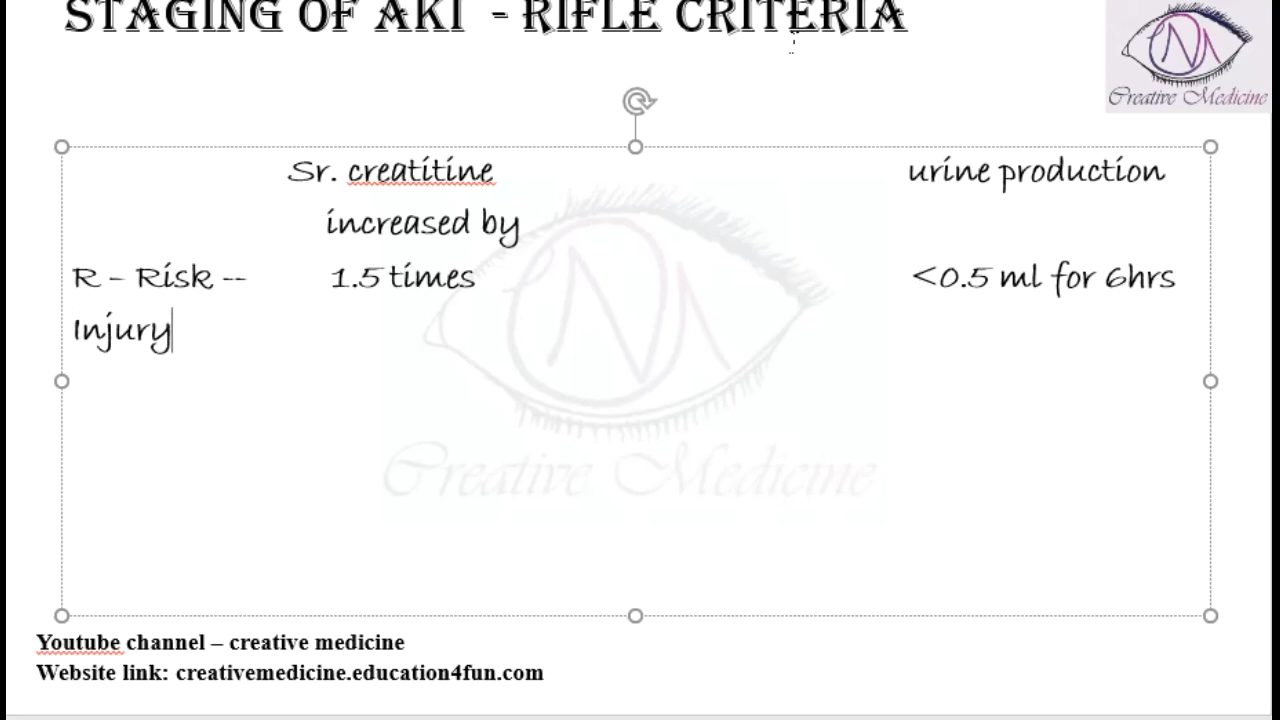 STAGING OF AKI - RIFLE CRITERIA
Creative Medicine
Sr. creatitine urine production
increased by
R – Risk -- 1.5 times <0.5 ml for 6hrs
Injury
Creative Medicine
Youtube channel – creative medicine
Website link: creativemedicine.education4fun.com